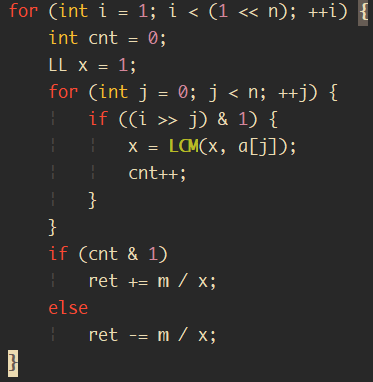 for (int i = 1; i < (1 << n); ++i) {
    int cnt = 0;
    LL x = 1;
    for (int j = 0; j < n; ++j) {
        if ((i >> j) & 1) {
            x = LCM(x, a[j]);
            cnt++;
        }
    }
    if (cnt & 1)
        ret += m / x;
    else
        ret -= m / x;
}